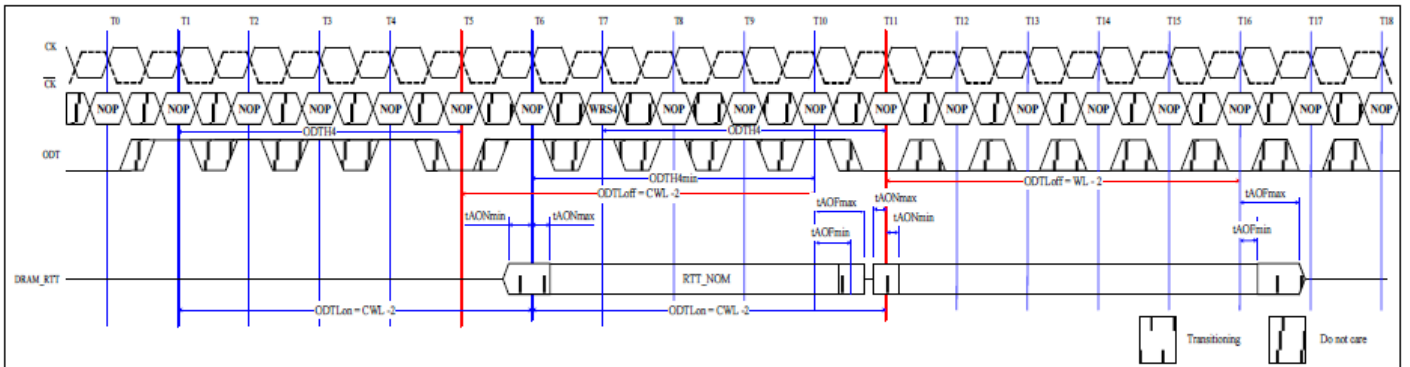 T0 T1 T2 T3 T4 T5 T6 T7 T8 T9 T10 T11 T12 T13 T14 T15 T16 T17 T18
CK
CK
NOP NOP NOP NOP NOP NOP NOP WRS4 NOP NOP NOP NOP NOP NOP NOP NOP NOP NOP NOP
ODTH4 ODTH4
ODT
ODTH4min ODTLoff = WL - 2
ODTLoff = CWL -2
tAOFmax tAONmax tAOFmax
tAONmin tAONmax tAOFmin tAONmin tAOFmin
DRAM_RTT RTT_NOM
ODTLon = CWL -2 ODTLon = CWL -2
Transitioning Do not care